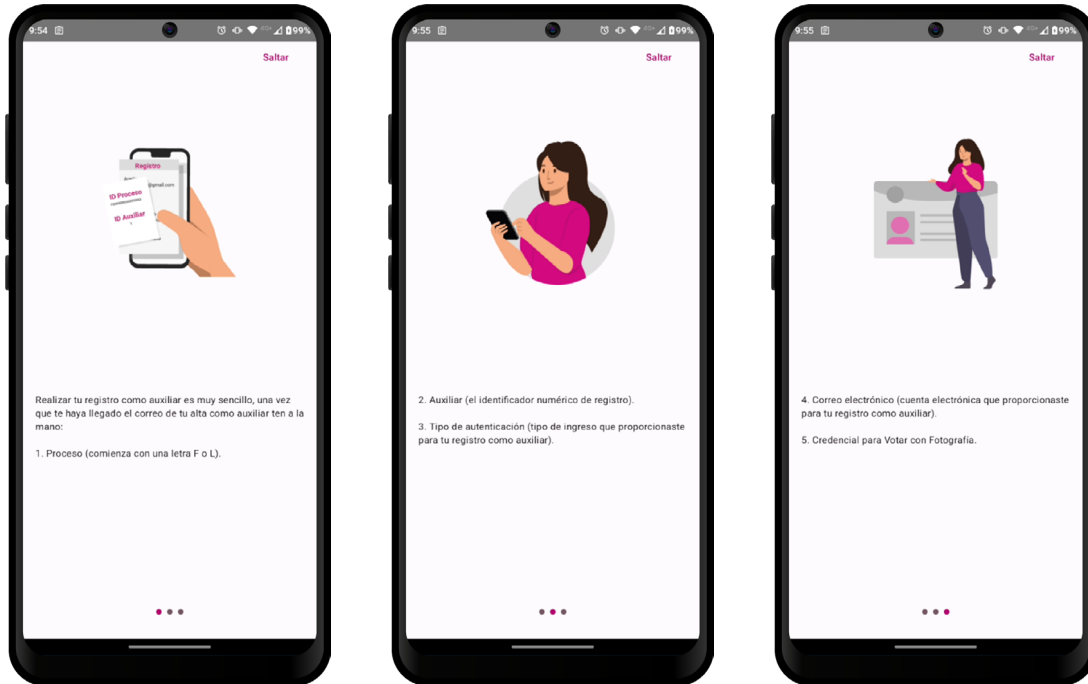 9:54
99%
Saltar
Registro
@gmail.com
ID Proceso
ID Auxiliar
Realizar tu registro como auxiliar es muy sencillo, una vez
que te haya llegado el correo de tu alta como auxiliar ten a la
mano:
1. Proceso (comienza con una letra F o L).
9:55
99%
Saltar
2. Auxiliar (el identificador numérico de registro).
3. Tipo de autenticación (tipo de ingreso que proporcionaste
para tu registro como auxiliar).
9:55
99%
Saltar
4. Correo electrónico (cuenta electrónica que proporcionaste
para tu registro como auxiliar).
5. Credencial para Votar con Fotografía.